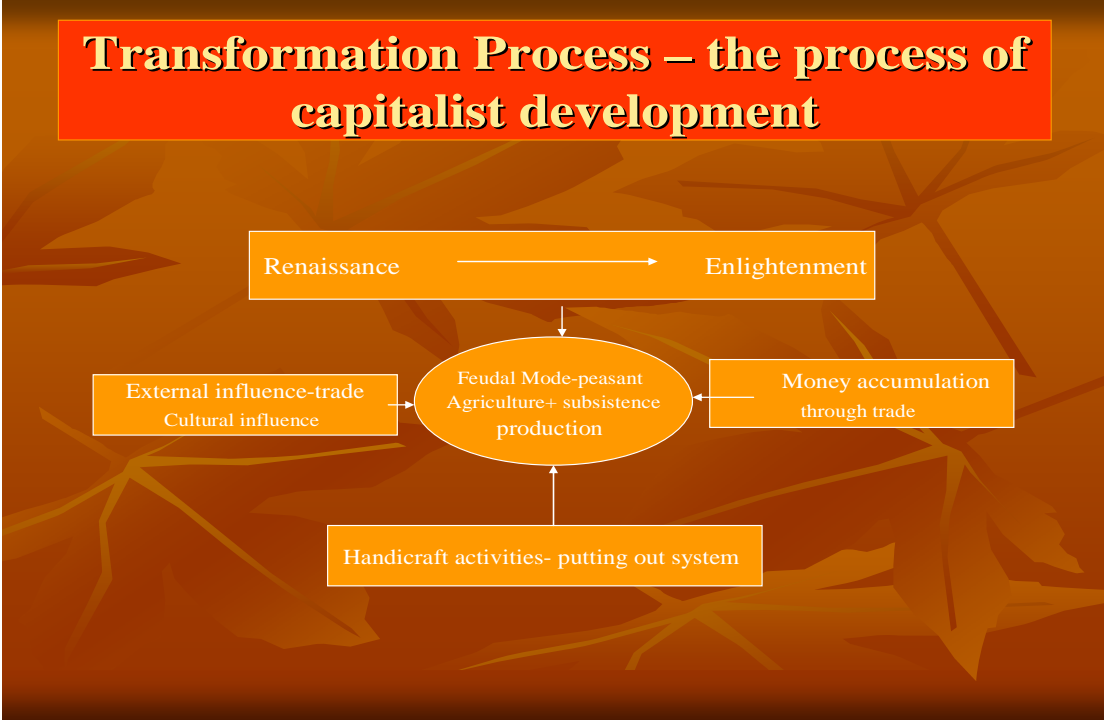 Transformation Process – the process of
capitalist development
Renaissance Enlightenment
External influence-trade
Cultural influence
Feudal Mode-peasant
Agriculture+ subsistence
production
Money accumulation
through trade
Handicraft activities- putting out system